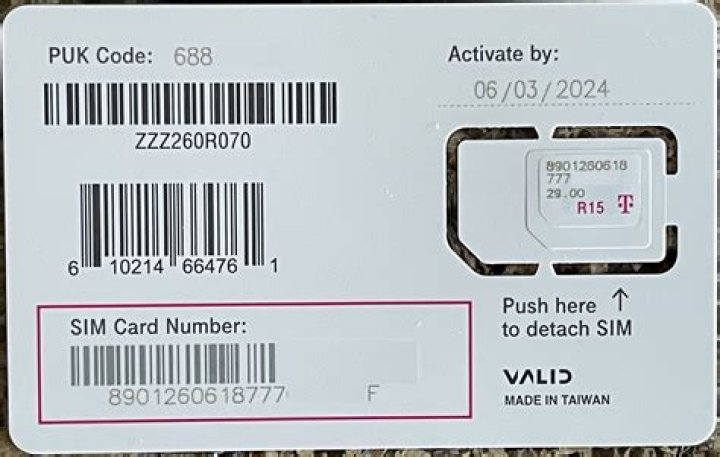 PUK Code: 688
Activate by:
06/03/2024
ZZZ260R070
6 10214 66476 1
8901260618
777
29.00
R15 T
SIM Card Number:
8901260618777 F
Push here ↑
to detach SIM
VALID
MADE IN TAIWAN